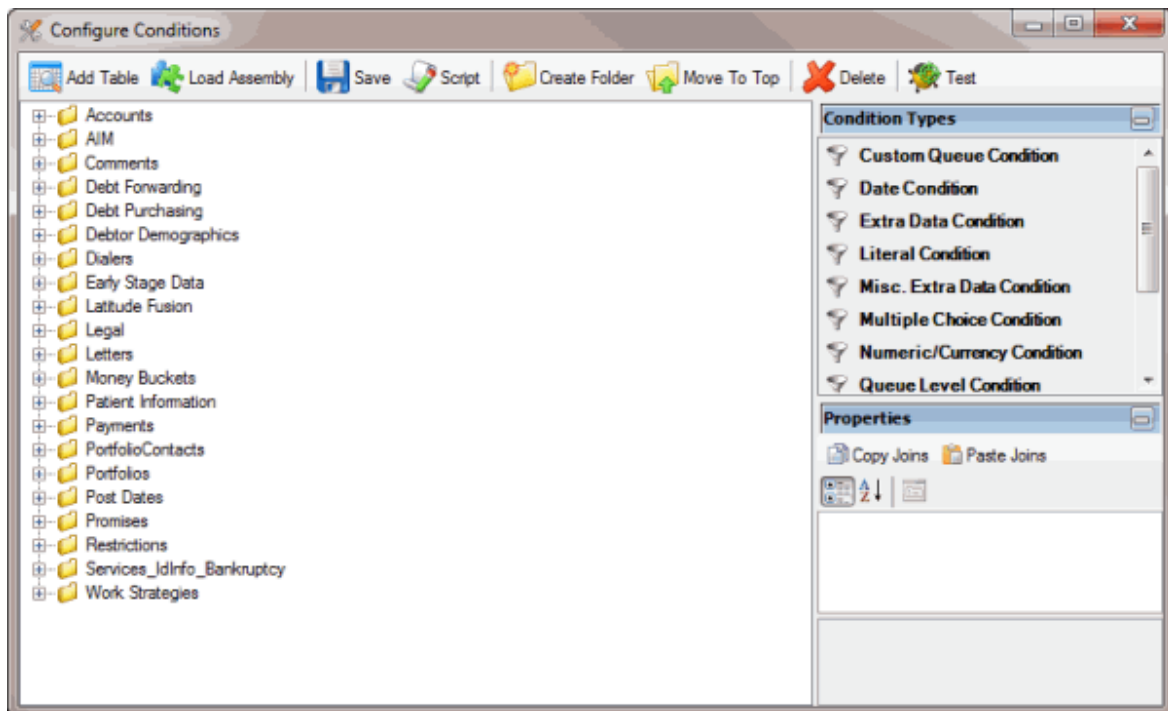 Configure Conditions
Add Table Load Assembly Save Script Create Folder Move To Top Delete Test
Accounts
AIM
Comments
Debt Forwarding
Debt Purchasing
Debtor Demographics
Dialers
Early Stage Data
Latitude Fusion
Legal
Letters
Money Buckets
Patient Information
Payments
PortfolioContacts
Portfolios
Post Dates
Promises
Restrictions
Services_IdInfo_Bankruptcy
Work Strategies
Condition Types
Custom Queue Condition
Date Condition
Extra Data Condition
Literal Condition
Misc. Extra Data Condition
Multiple Choice Condition
Numeric/Currency Condition
Queue Level Condition
Properties
Copy Joins Paste Joins